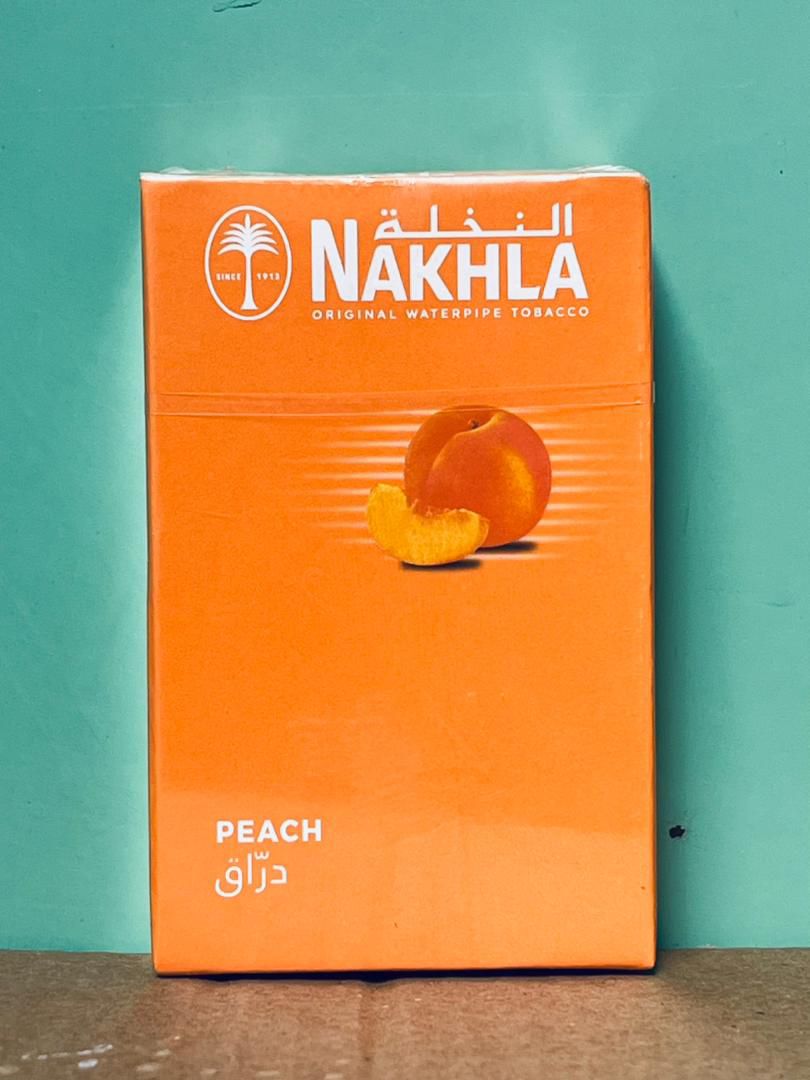 SINCE 1913
النخلة
NAKHLA
ORIGINAL WATERPIPE TOBACCO
PEACH
درّاق